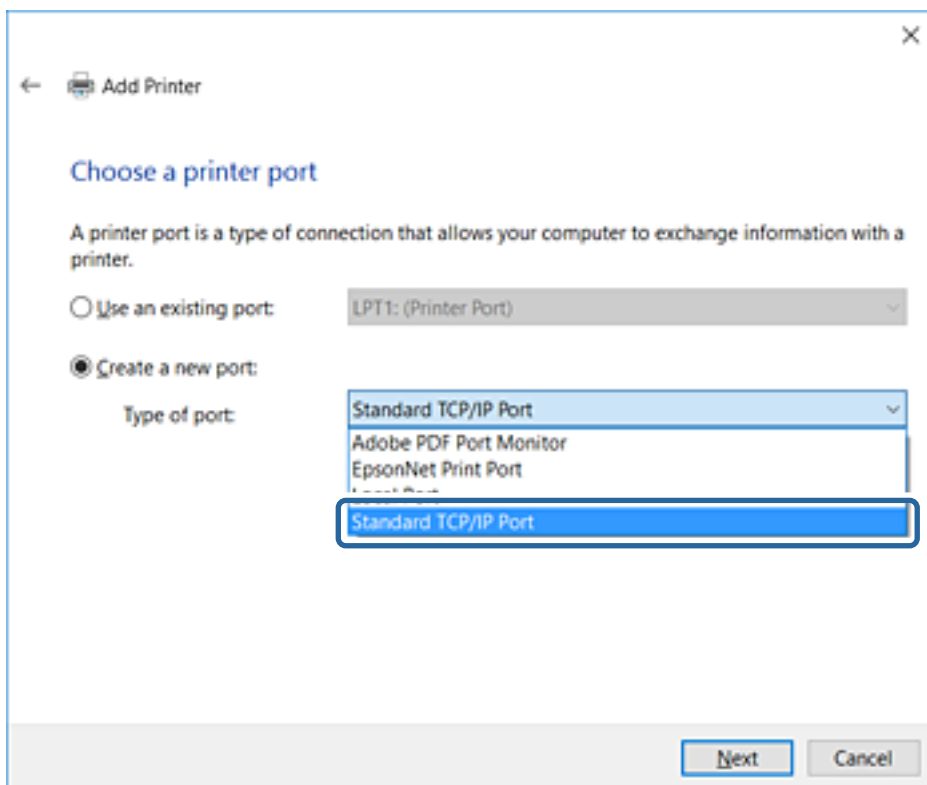 Add Printer
Choose a printer port
A printer port is a type of connection that allows your computer to exchange information with a
printer.
Use an existing port: LPT1: (Printer Port)
Create a new port:
Type of port: Standard TCP/IP Port
Adobe PDF Port Monitor
EpsonNet Print Port
Local Port
Standard TCP/IP Port
Next Cancel